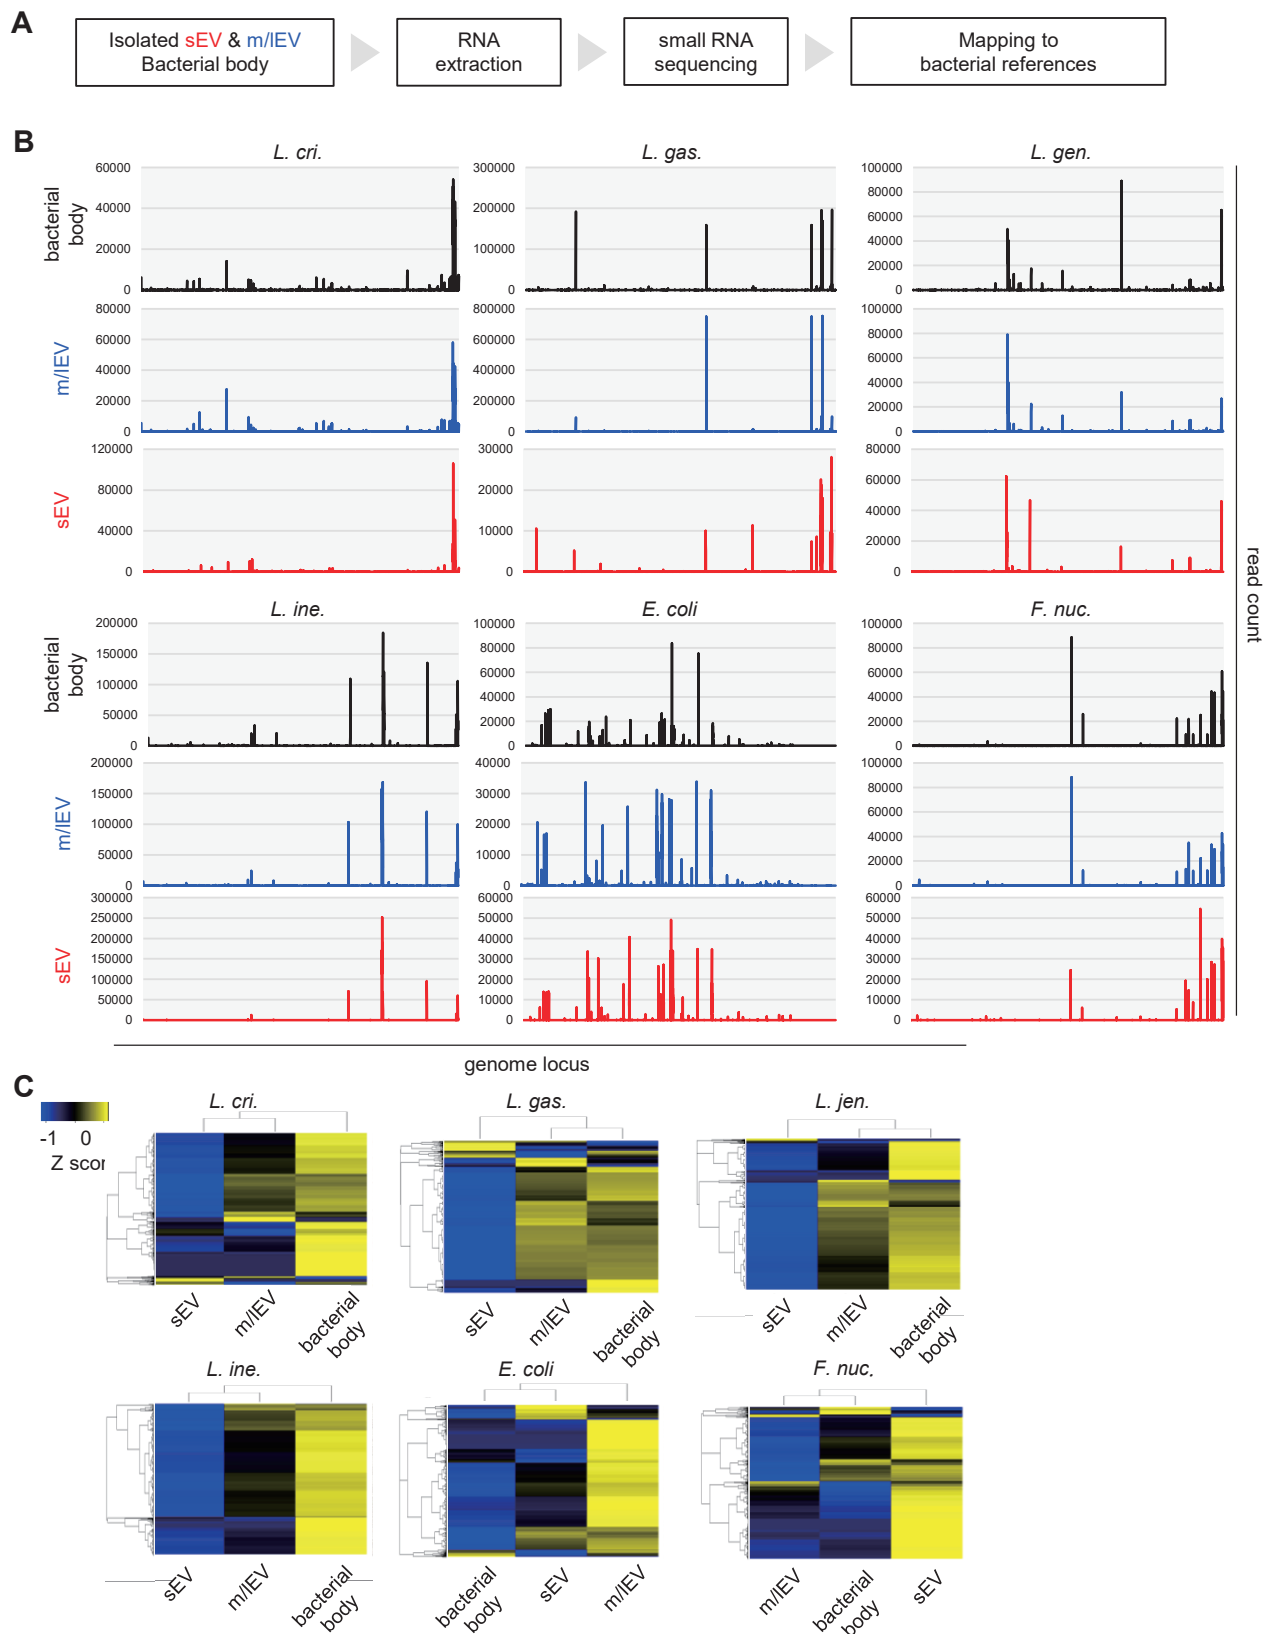 A
Isolated sEV & m/lEV
Bacterial body
RNA
extraction
small RNA
sequencing
Mapping to
bacterial references
B
L. cri.
L. gas.
L. gen.
bacterial
body
60000
40000
20000
0
300000
200000
100000
0
100000
80000
60000
40000
20000
0
m/lEV
80000
60000
40000
20000
0
800000
600000
400000
200000
0
100000
80000
60000
40000
20000
0
sEV
120000
80000
40000
0
30000
20000
10000
0
80000
60000
40000
20000
0
read count
L. ine.
E. coli
F. nuc.
bacterial
body
200000
150000
100000
50000
0
100000
80000
60000
40000
20000
0
100000
80000
60000
40000
20000
0
m/lEV
200000
150000
100000
50000
0
40000
30000
20000
10000
0
100000
80000
60000
40000
20000
0
sEV
300000
250000
200000
150000
100000
50000
0
60000
50000
40000
30000
20000
10000
0
60000
50000
40000
30000
20000
10000
0
genome locus
C
-1 0
Z scor
L. cri.
L. gas.
L. jen.
sEV
m/lEV
bacterial
body
sEV
m/lEV
bacterial
body
sEV
m/lEV
bacterial
body
L. ine.
E. coli
F. nuc.
sEV
m/lEV
bacterial
body
bacterial
body
sEV
m/lEV
m/lEV
bacterial
body
sEV